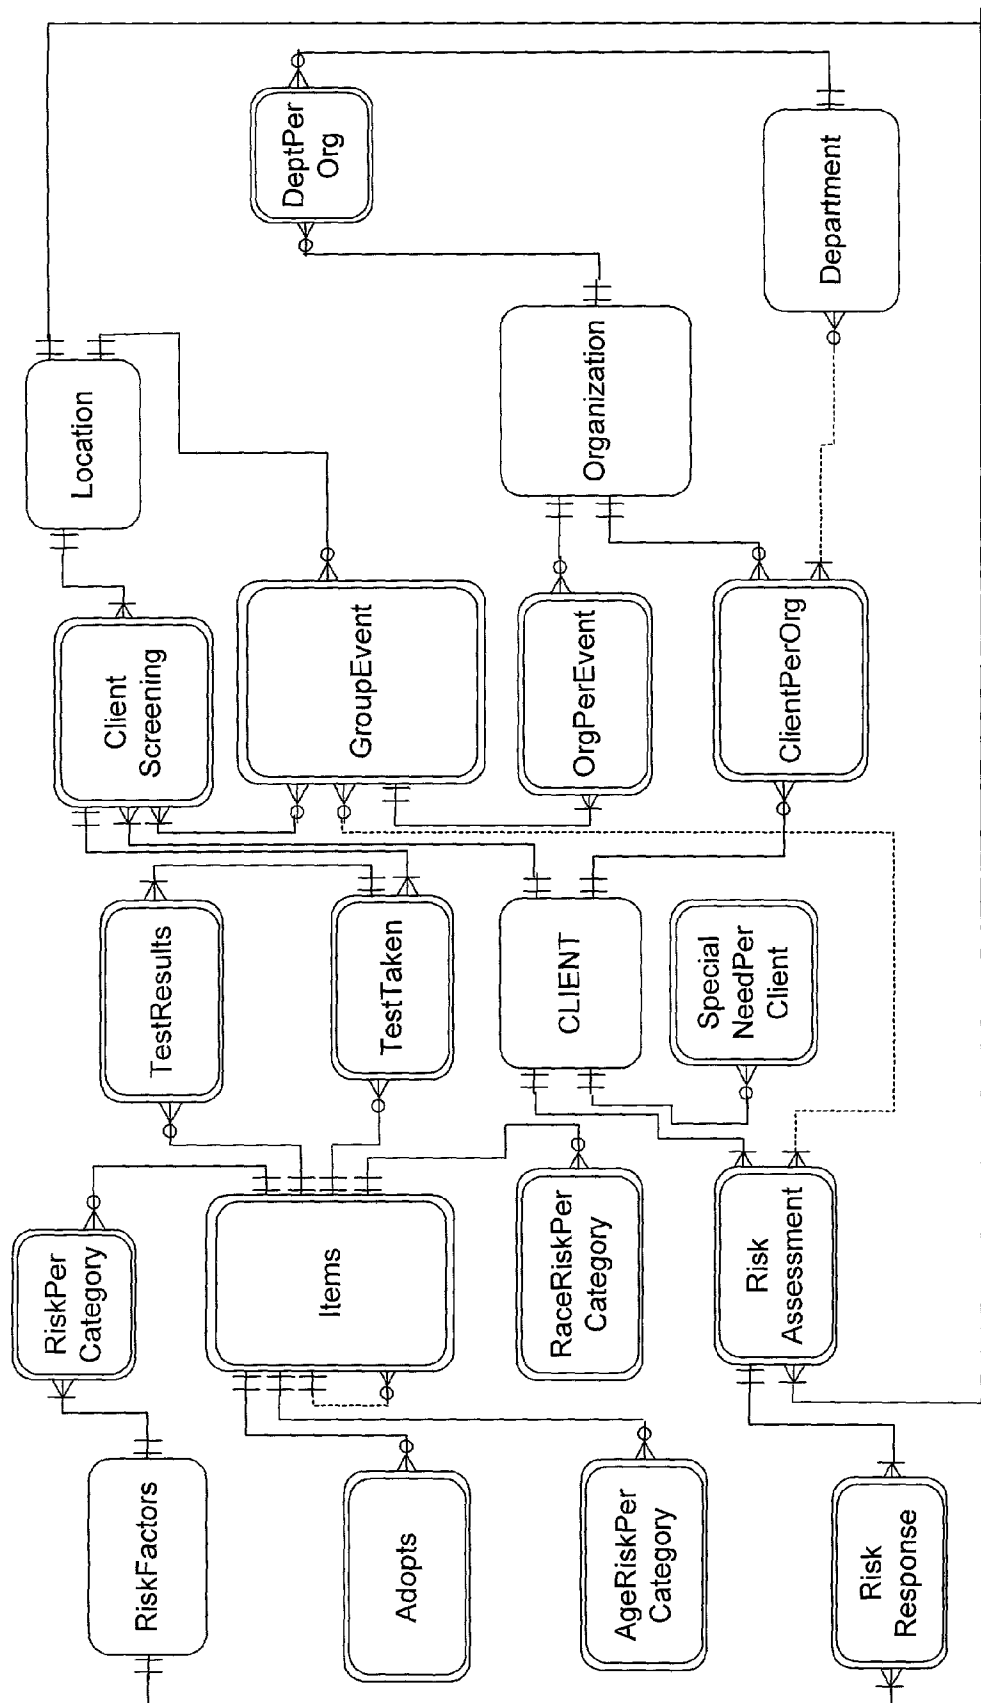 RiskFactors
RiskPer
Category
TestResults
Client
Screening
Location
Adopts
Items
TestTaken
GroupEvent
DeptPer
Org
AgeRiskPer
Category
RaceRiskPer
Category
CLIENT
OrgPerEvent
Organization
Risk
Response
Risk
Assessment
Special
NeedPer
Client
ClientPerOrg
Department